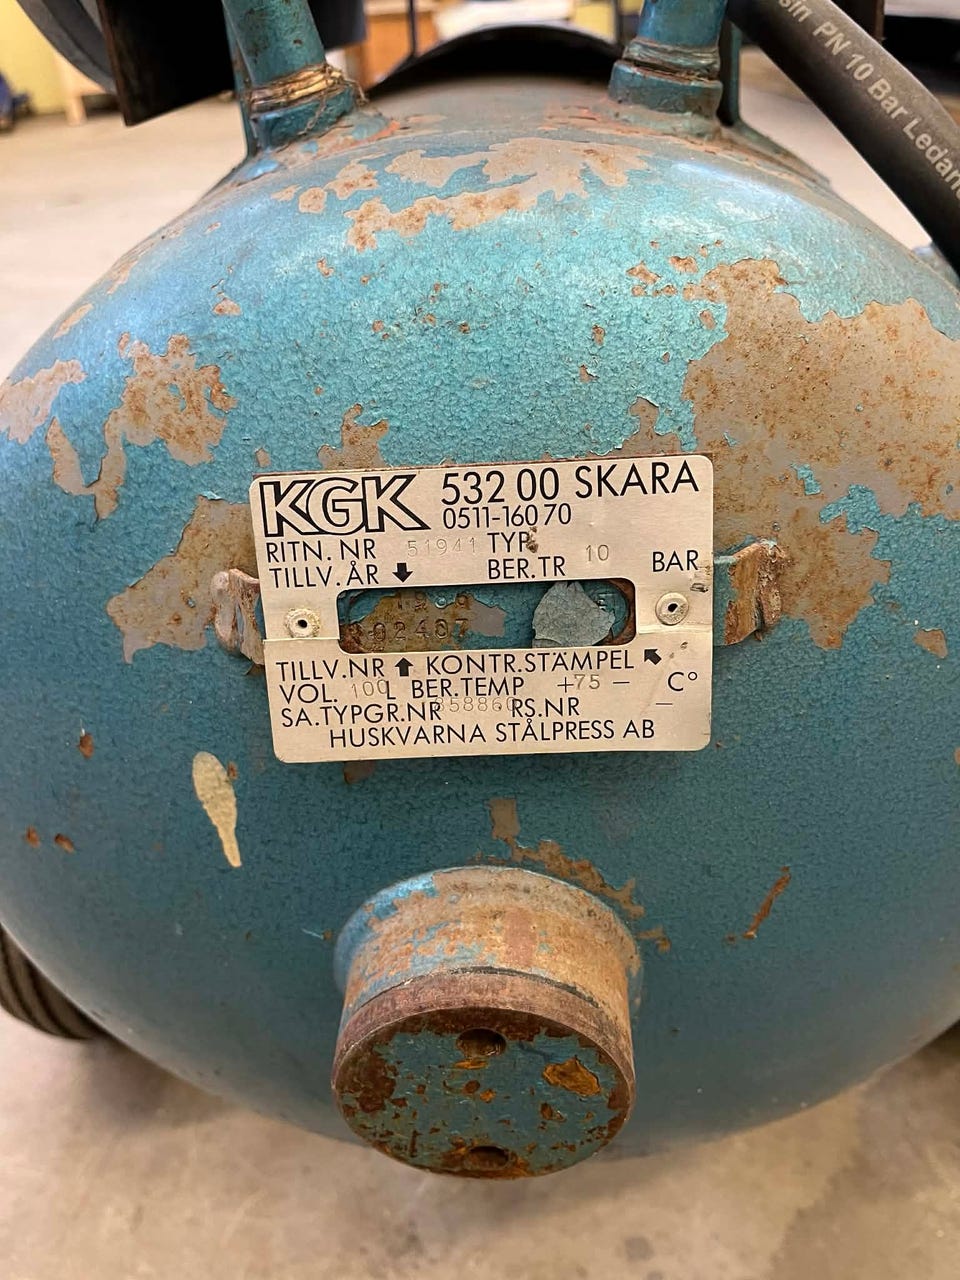 PN 10 Bar
KGK 532 00 SKARA
0511-160 70
RITN. NR 51941 TYP
TILLV. ÅR BER.TR 10 BAR
02407
TILLV.NR KONTR.STÄMPEL
VOL. 100 L BER.TEMP +75 – C°
SA.TYPGR.NR RS.NR –
HUSKVARNA STÅLPRESS AB